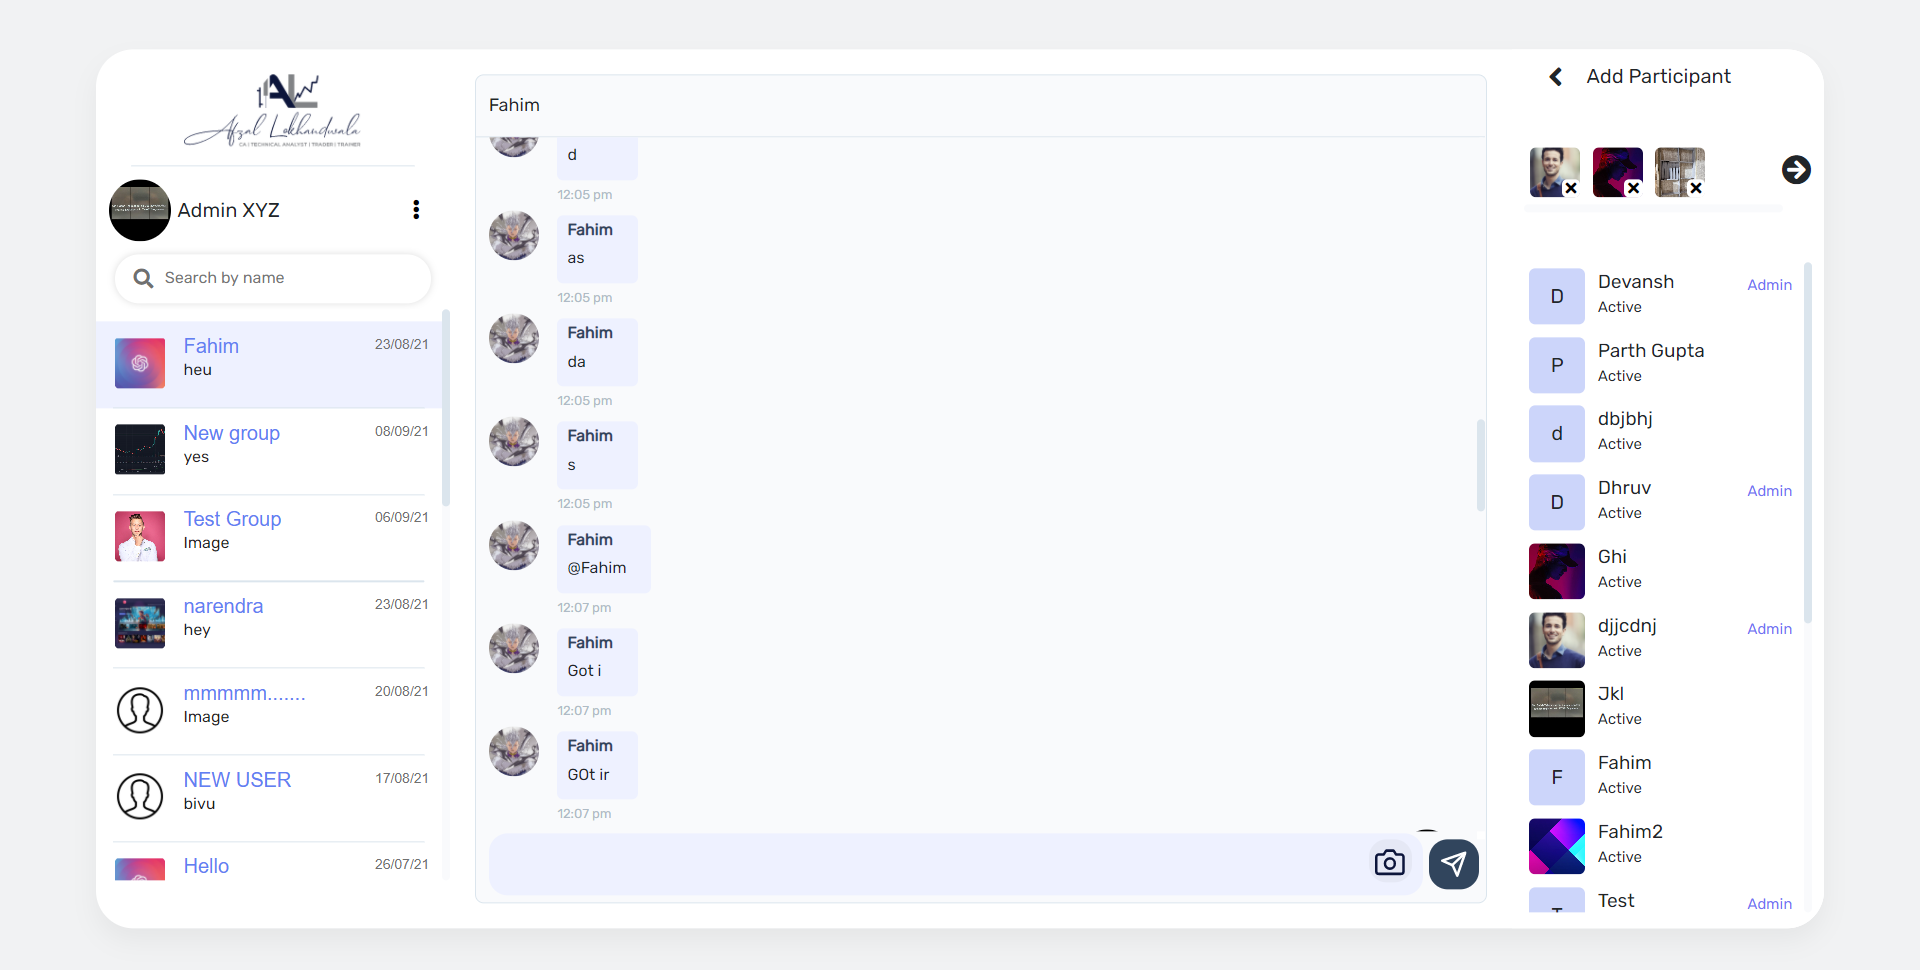 AL
Afzal Lokhandwala
CA | TECHNICAL ANALYST | TRADER | TRAINER
Admin XYZ
Search by name
Fahim
23/08/21
heu
New group
08/09/21
yes
Test Group
06/09/21
Image
narendra
23/08/21
hey
mmmmm.......
20/08/21
Image
NEW USER
17/08/21
bivu
Hello
26/07/21
Fahim
d
12:05 pm
Fahim
as
12:05 pm
Fahim
da
12:05 pm
Fahim
s
12:05 pm
Fahim
@Fahim
12:07 pm
Fahim
Got i
12:07 pm
Fahim
GOt ir
12:07 pm
Add Participant
D
Devansh
Admin
Active
P
Parth Gupta
Active
d
dbjbhj
Active
D
Dhruv
Admin
Active
Ghi
Active
djjcdnj
Admin
Active
Jkl
Active
F
Fahim
Active
Fahim2
Active
T
Test
Admin